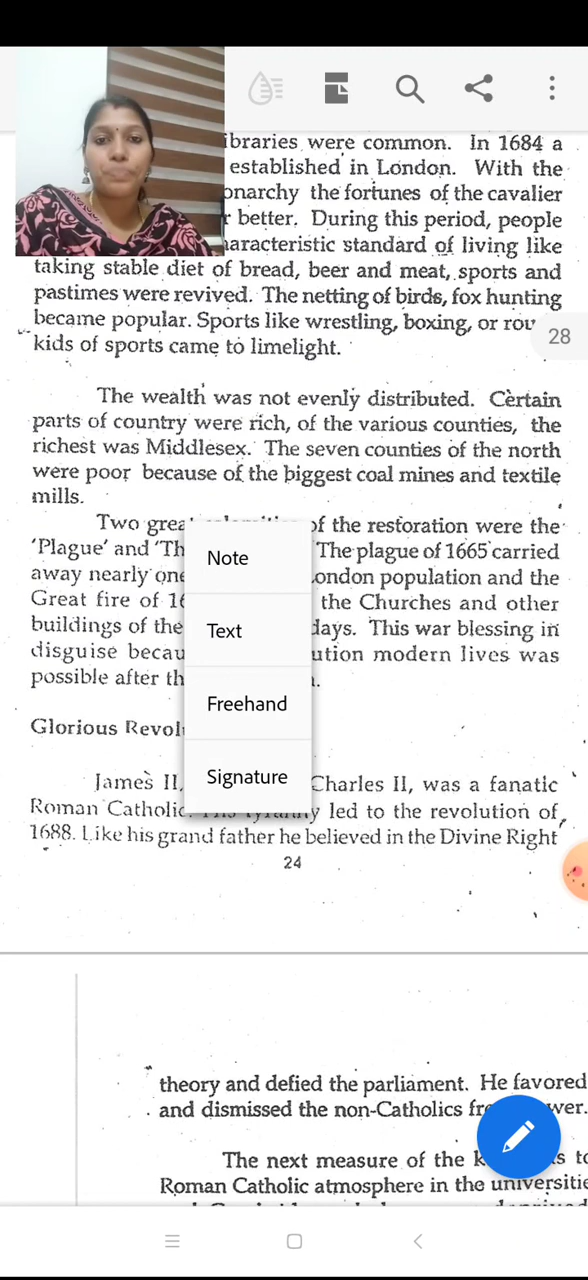 ibraries were common. In 1684 a
established in London. With the
onarchy the fortunes of the cavalier
r better. During this period, people
haracteristic standard of living like
taking stable diet of bread, beer and meat, sports and
pastimes were revived. The netting of birds, fox hunting
became popular. Sports like wrestling, boxing, or rou
28
kids of sports came to limelight.
The wealth was not evenly distributed. Certain
parts of country were rich, of the various counties, the
richest was Middlesex. The seven counties of the north
were poor because of the biggest coal mines and textile
mills.
Two grea of the restoration were the
'Plague' and 'Th The plague of 1665 carried
away nearly one London population and the
Great fire of 16 the Churches and other
buildings of the days. This war blessing in
disguise becau ution modern lives was
possible after th
Note
Text
Freehand
Signature
Glorious Revol
James II, Charles II, was a fanatic
Roman Catholic. led to the revolution of
1688. Like his grand father he believed in the Divine Right
24
theory and defied the parliament. He favored
and dismissed the non-Catholics fr wer.
The next measure of the k s to
Roman Catholic atmosphere in the universitie